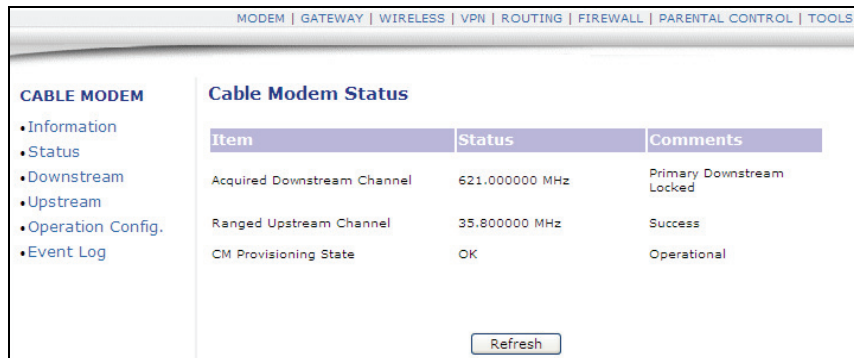 MODEM | GATEWAY | WIRELESS | VPN | ROUTING | FIREWALL | PARENTAL CONTROL | TOOLS
CABLE MODEM
•Information
•Status
•Downstream
•Upstream
•Operation Config.
•Event Log
Cable Modem Status
Item Status Comments
Acquired Downstream Channel 621.000000 MHz Primary Downstream
Locked
Ranged Upstream Channel 35.800000 MHz Success
CM Provisioning State OK Operational
Refresh